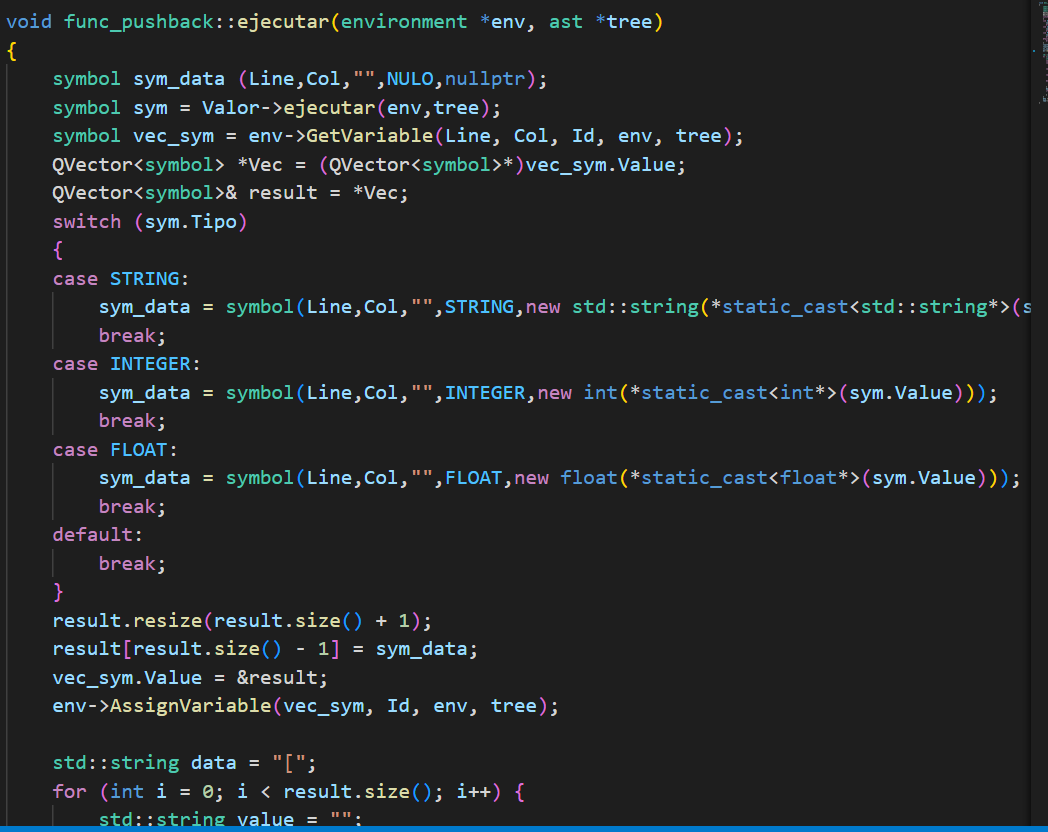 void func_pushback::ejecutar(environment *env, ast *tree)
{
    symbol sym_data (Line,Col,"",NULO,nullptr);
    symbol sym = Valor->ejecutar(env,tree);
    symbol vec_sym = env->GetVariable(Line, Col, Id, env, tree);
    QVector<symbol> *Vec = (QVector<symbol>*)vec_sym.Value;
    QVector<symbol>& result = *Vec;
    switch (sym.Tipo)
    {
    case STRING:
        sym_data = symbol(Line,Col,"",STRING,new std::string(*static_cast<std::string*>(s
        break;
    case INTEGER:
        sym_data = symbol(Line,Col,"",INTEGER,new int(*static_cast<int*>(sym.Value)));
        break;
    case FLOAT:
        sym_data = symbol(Line,Col,"",FLOAT,new float(*static_cast<float*>(sym.Value)));
        break;
    default:
        break;
    }
    result.resize(result.size() + 1);
    result[result.size() - 1] = sym_data;
    vec_sym.Value = &result;
    env->AssignVariable(vec_sym, Id, env, tree);

    std::string data = "[";
    for (int i = 0; i < result.size(); i++) {
        std::string value = "";